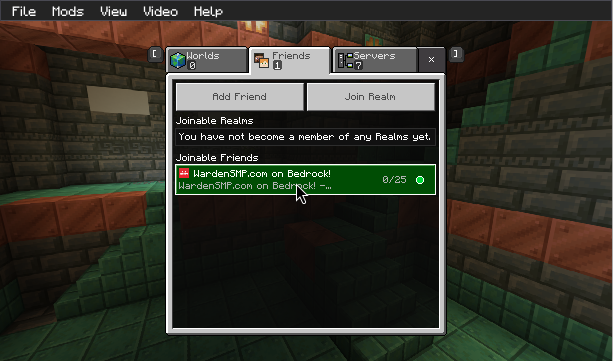 File Mods View Video Help
[ Worlds 0 Friends 1 Servers 7 × ]
Add Friend Join Realm
Joinable Realms
You have not become a member of any Realms yet.
Joinable Friends
WardenSMP.com on Bedrock!
WardenSMP.com on Bedrock! -...
0/25